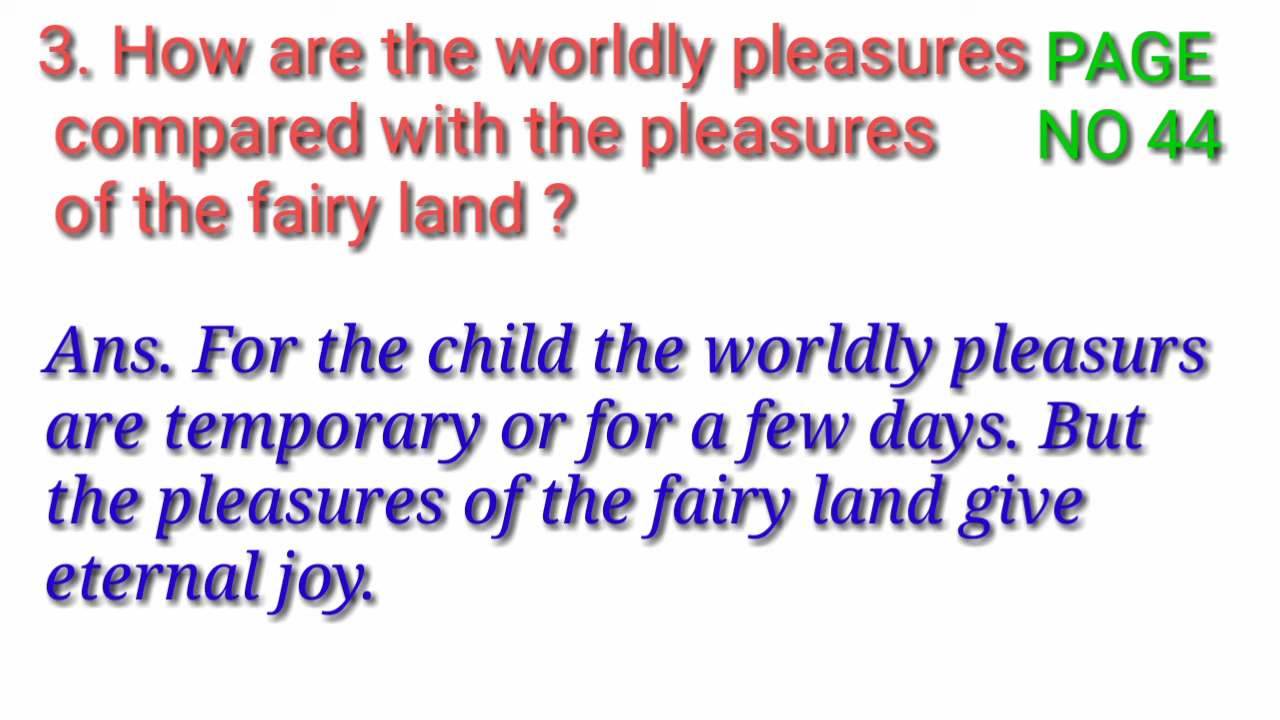 3. How are the worldly pleasures
compared with the pleasures
of the fairy land ?
PAGE
NO 44
Ans. For the child the worldly pleasurs
are temporary or for a few days. But
the pleasures of the fairy land give
eternal joy.